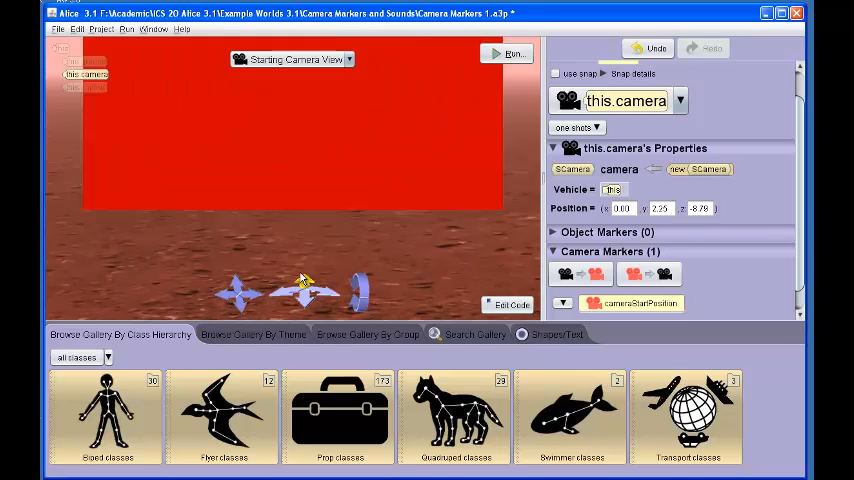 Alice 3.1 F:\Academic\ICS 20 Alice 3.1\Example Worlds 3.1\Camera Markers and Sounds\Camera Markers 1.a3p *
File Edit Project Run Window Help
this
this.camera
Starting Camera View
Run...
Edit Code
Undo
Redo
use snap
Snap details
this.camera
one shots
this.camera's Properties
SCamera camera new SCamera
Vehicle = this
Position = (x: 0.00 , y: 2.25 , z: -8.79 )
Object Markers (0)
Camera Markers (1)
cameraStartPosition
Browse Gallery By Class Hierarchy
Browse Gallery By Theme
Browse Gallery By Group
Search Gallery
Shapes/Text
all classes
30
12
173
29
2
3
Biped classes
Flyer classes
Prop classes
Quadruped classes
Swimmer classes
Transport classes